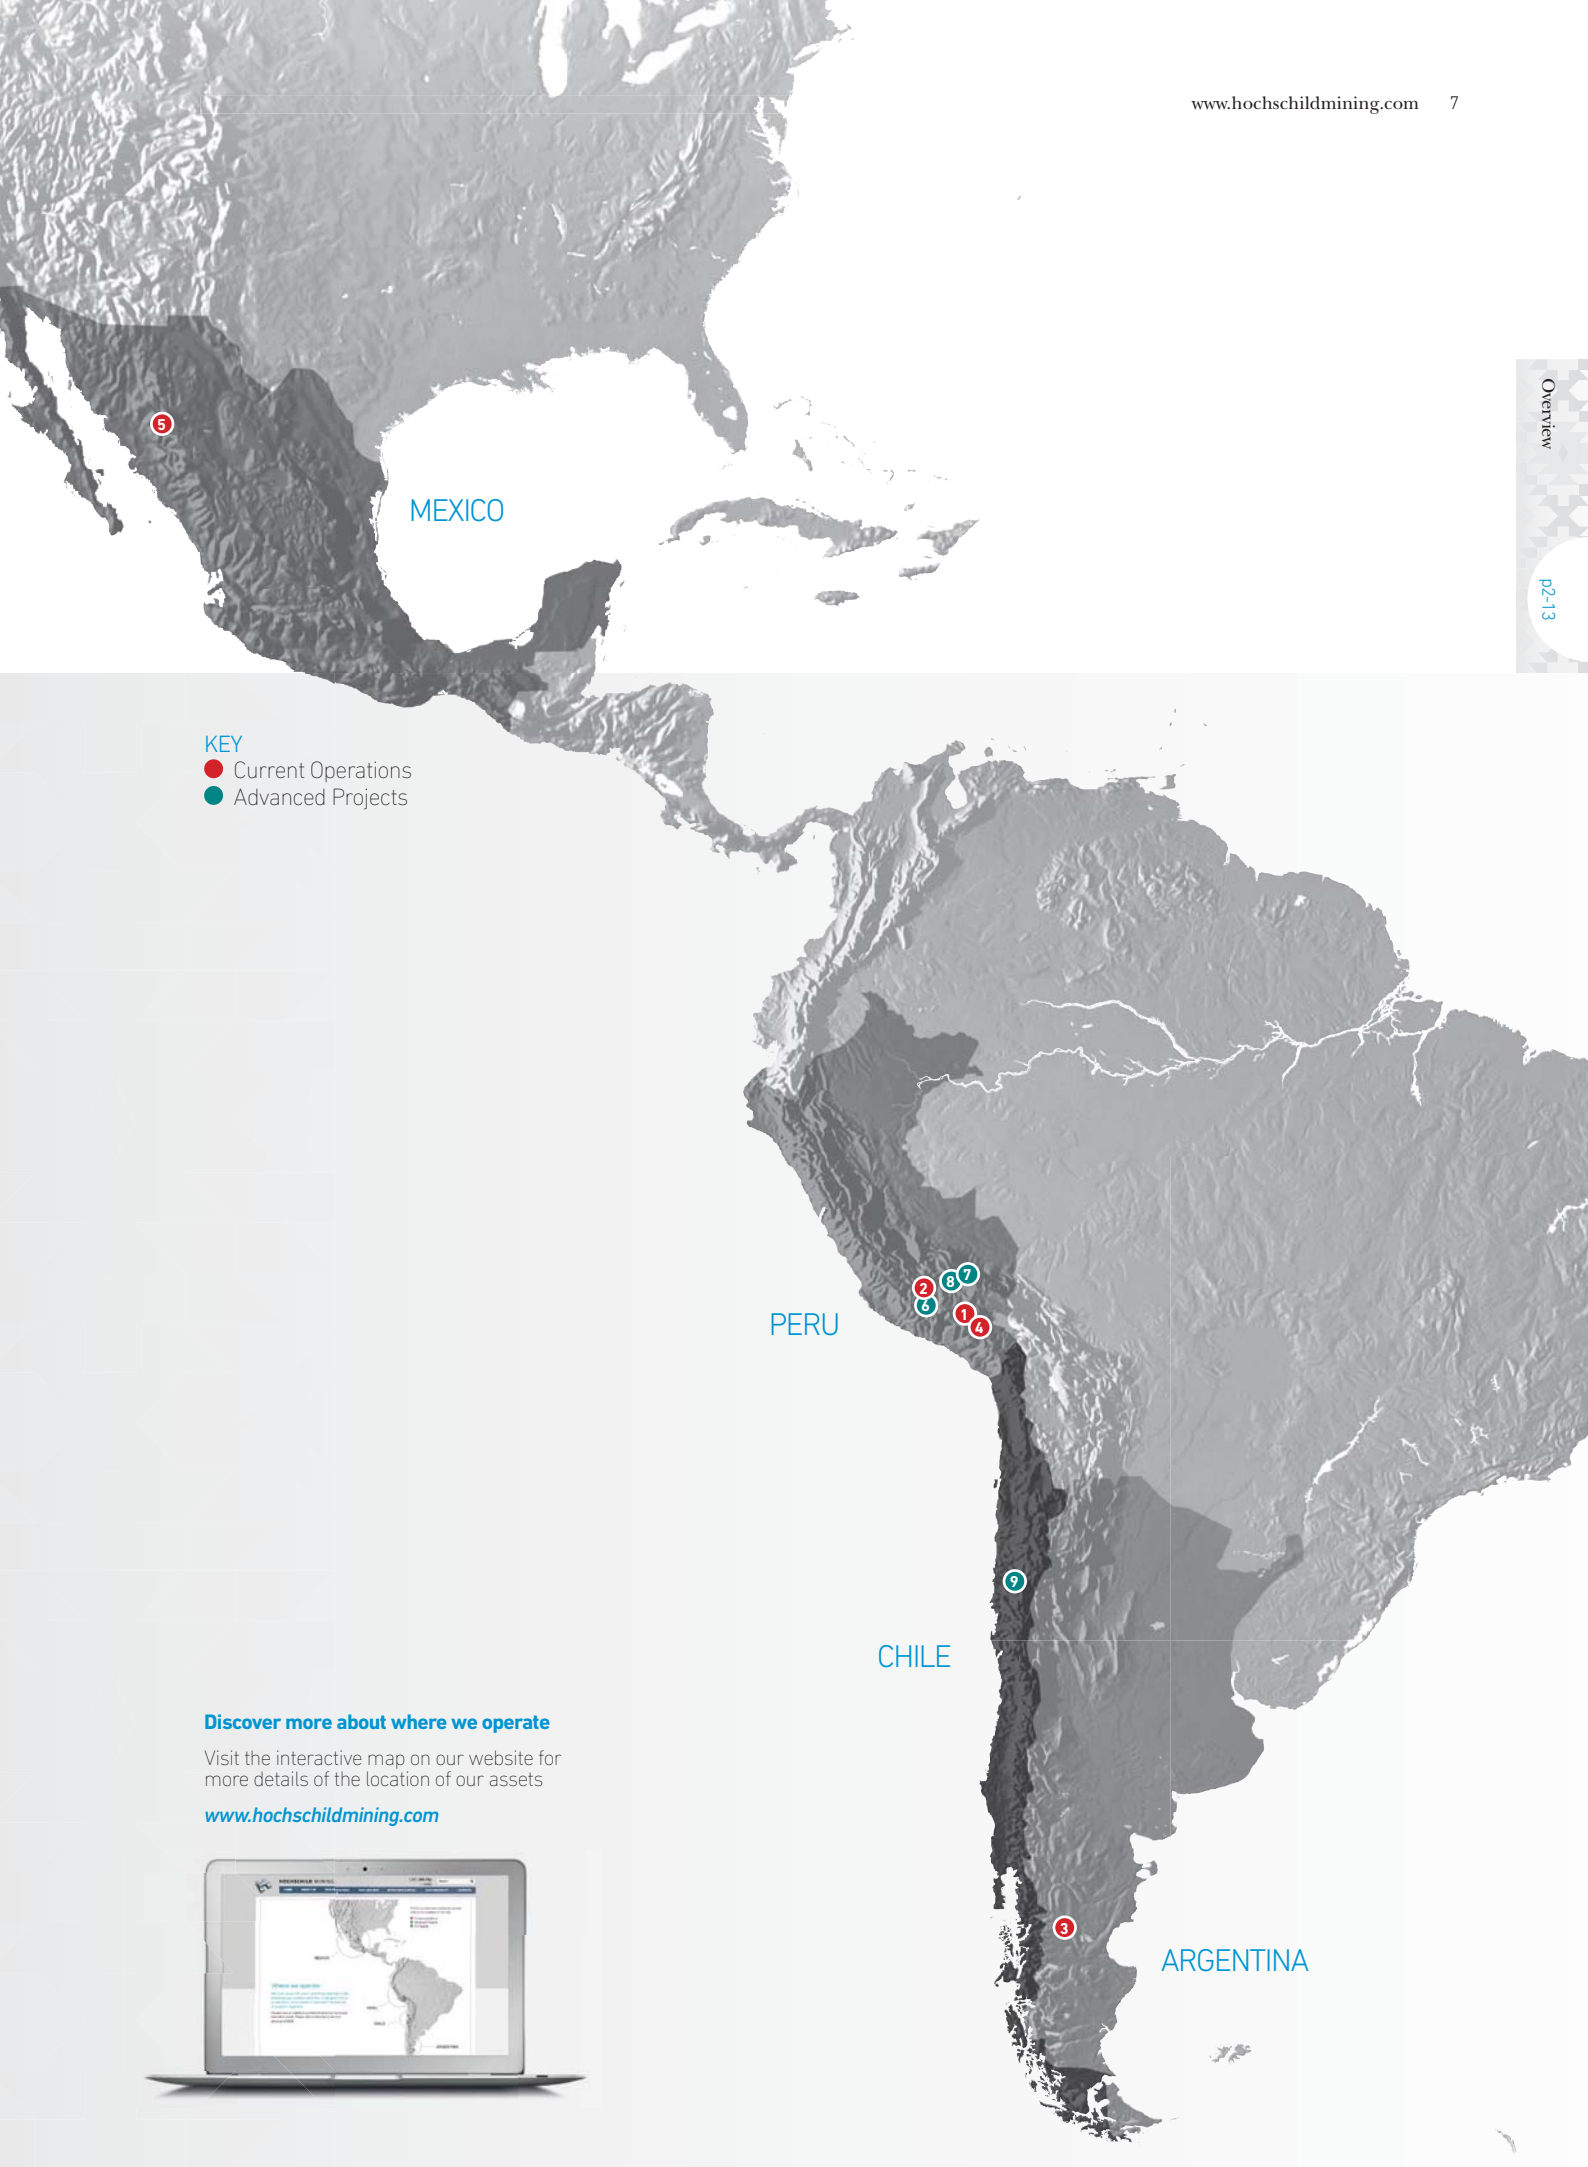 www.hochschildmining.com 7
Overview
p2-13
5
MEXICO
KEY
Current Operations
Advanced Projects
2
8
7
6
1
4
PERU
9
CHILE
Discover more about where we operate
Visit the interactive map on our website for
more details of the location of our assets
www.hochschildmining.com
HOCHSCHILD MINING
3
ARGENTINA